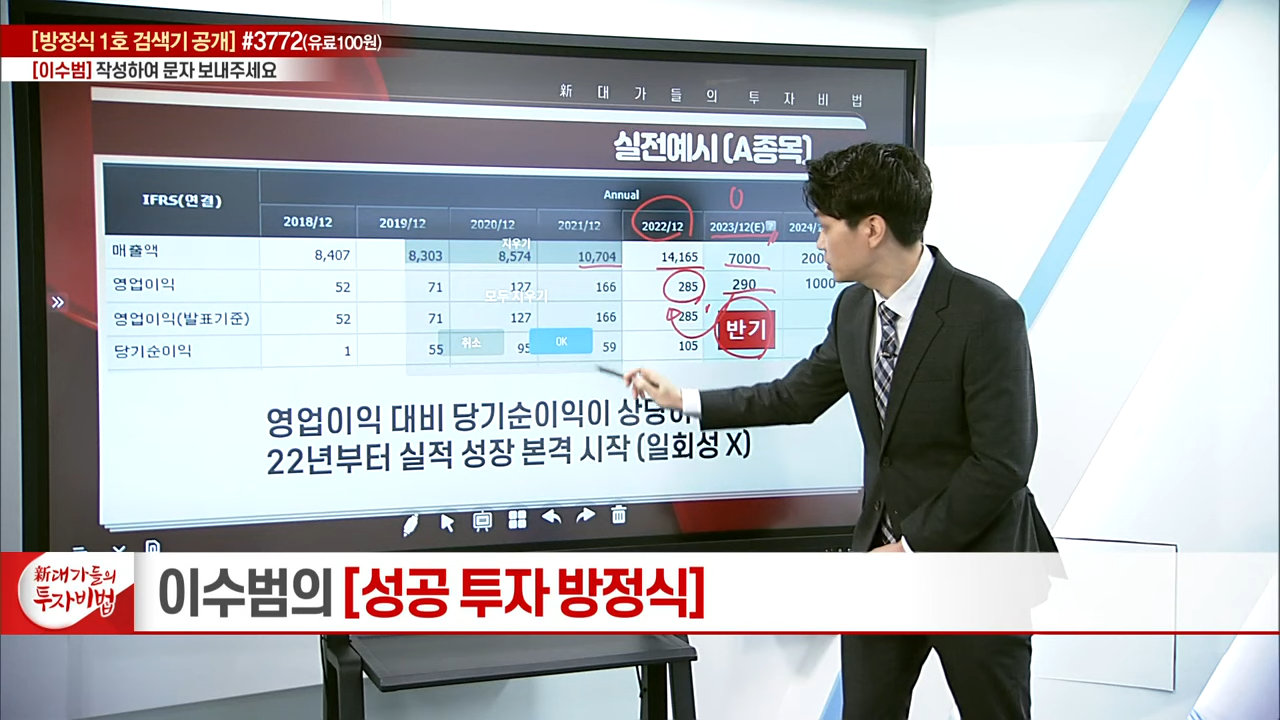 [방정식 1호 검색기 공개] #3772(유료100원)
[이수범] 작성하여 문자 보내주세요
新 대 가 들 의 투 자 비 법
실전예시 (A종목)
IFRS(연결) Annual
2018/12 2019/12 2020/12 2021/12 2022/12 2023/12(E)
매출액 8,407 8,303 8,574 10,704 14,165 7000
지우기
영업이익 52 71 127 166 285 290 1000
모두 지우기
영업이익(발표기준) 52 71 127 166 285 반기
당기순이익 1 55 95 59 105
취소 OK
영업이익 대비 당기순이익이
22년부터 실적 성장 본격 시작 (일회성 X)
新대가들의
투자비법
이수범의 [성공 투자 방정식]